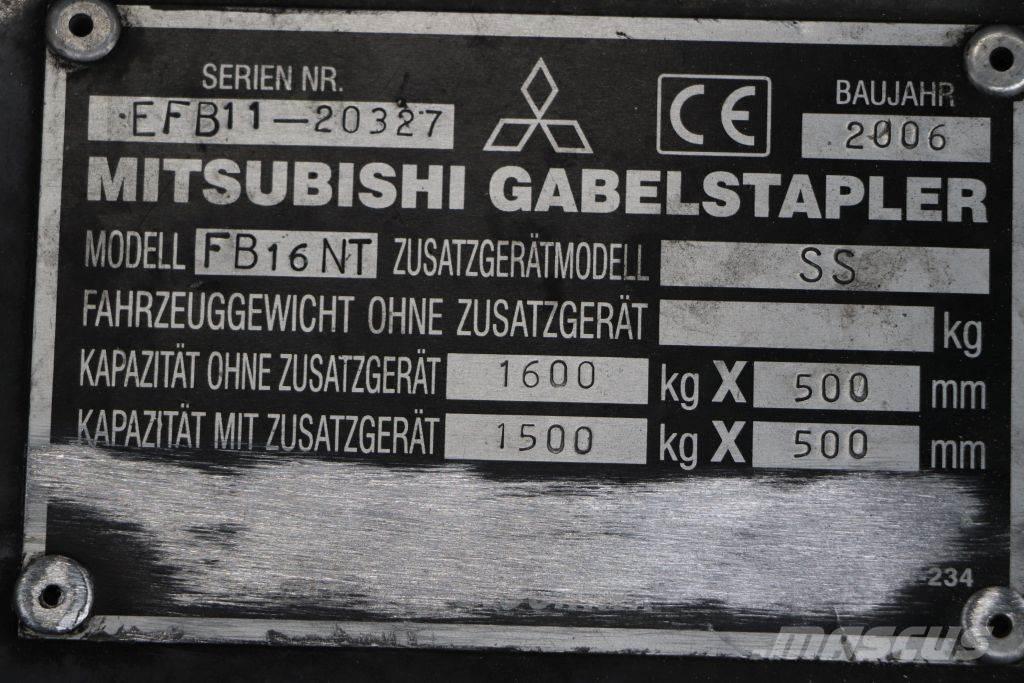 SERIEN NR.
EFB11-20327
CE
BAUJAHR
2006
MITSUBISHI GABELSTAPLER
MODELL FB16NT ZUSATZGERÄTMODELL SS
FAHRZEUGGEWICHT OHNE ZUSATZGERÄT kg
KAPAZITÄT OHNE ZUSATZGERÄT 1600 kg X 500 mm
KAPAZITÄT MIT ZUSATZGERÄT 1500 kg X 500 mm
-234
MASCUS